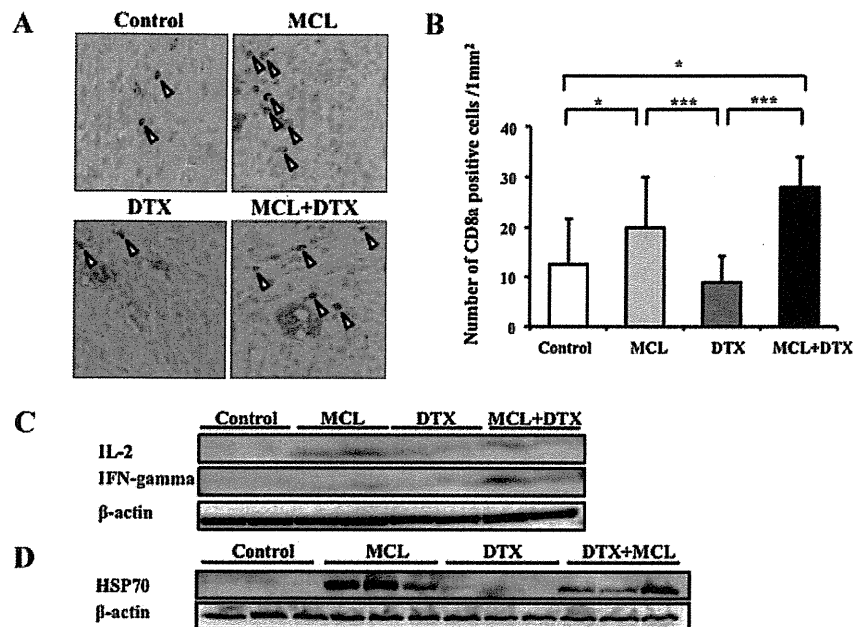 A
Control
MCL
DTX
MCL+DTX
B
Number of CD8a positive cells /1mm²
40
30
20
10
0
*
*
***
***
Control
MCL
DTX
MCL+DTX
C
Control
MCL
DTX
MCL+DTX
IL-2
IFN-gamma
β-actin
D
Control
MCL
DTX
DTX+MCL
HSP70
β-actin